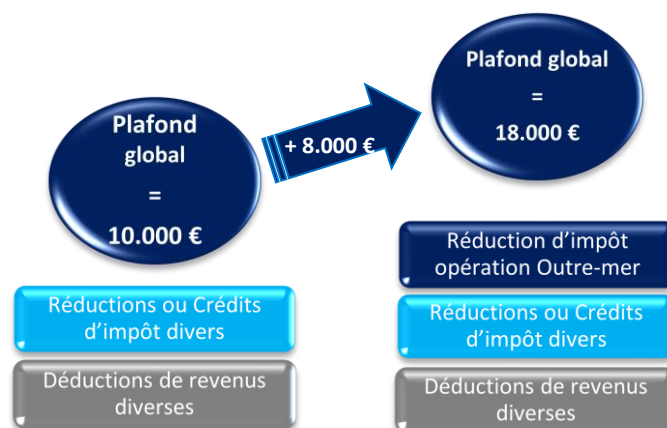 Plafond
global
=
10.000 €
+ 8.000 €
Plafond global
=
18.000 €
Réductions ou Crédits
d’impôt divers
Déductions de revenus
diverses
Réduction d’impôt
opération Outre-mer
Réductions ou Crédits
d’impôt divers
Déductions de revenus
diverses